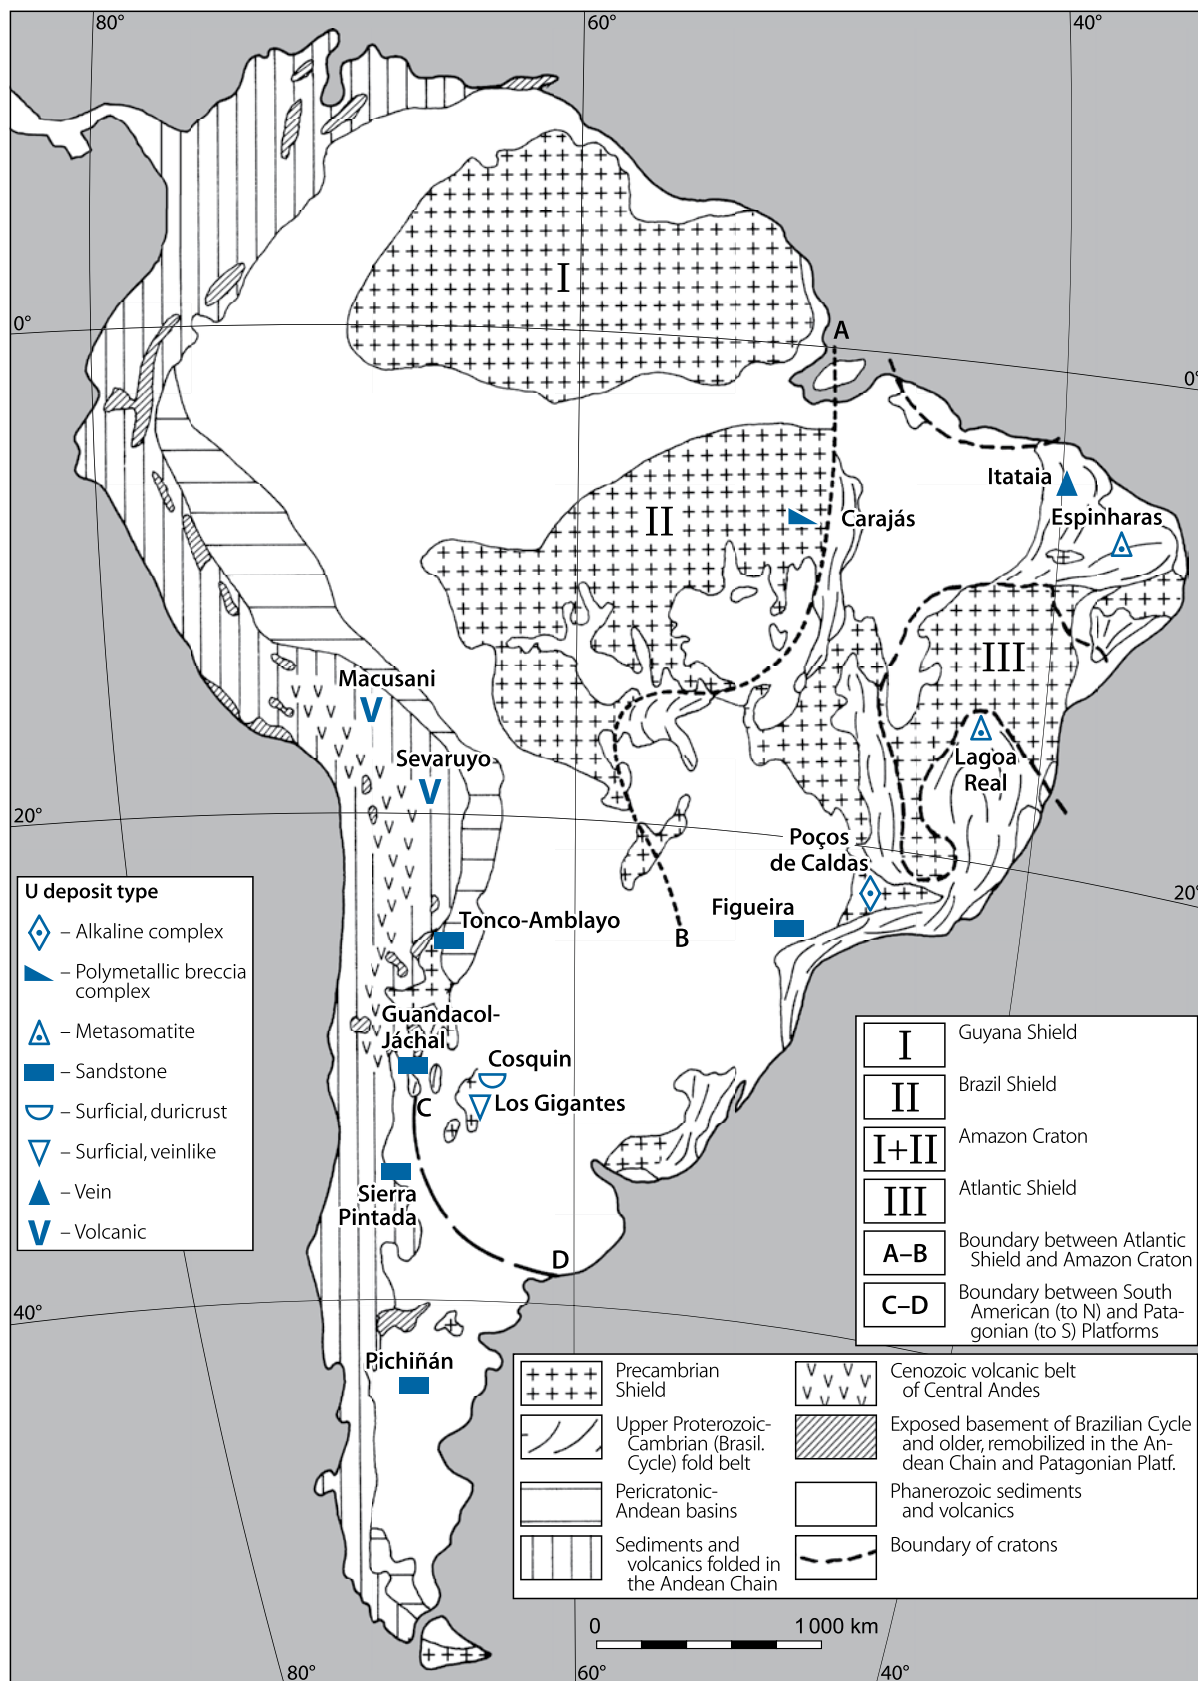 80°
60°
40°
I
0°
A
0°
Itataia
Espinharas
II
Carajás
III
Macusani
V
Sevaruyo
V
Lagoa
Real
20°
Poços
de Caldas
20°
Figueira
Tonco-Amblayo
B
U deposit type
– Alkaline complex
– Polymetallic breccia
complex
– Metasomatite
– Sandstone
– Surficial, duricrust
– Surficial, veinlike
– Vein
V – Volcanic
Guandacol-
Jáchal
Cosquin
C
Los Gigantes
Sierra
Pintada
D
40°
Pichiñán
I Guyana Shield
II Brazil Shield
I+II Amazon Craton
III Atlantic Shield
A–B Boundary between Atlantic
Shield and Amazon Craton
C–D Boundary between South
American (to N) and Pata-
gonian (to S) Platforms
40°
Precambrian
Shield
Upper Proterozoic-
Cambrian (Brasil.
Cycle) fold belt
Pericratonic-
Andean basins
Sediments and
volcanics folded in
the Andean Chain
Cenozoic volcanic belt
of Central Andes
Exposed basement of Brazilian Cycle
and older, remobilized in the An-
dean Chain and Patagonian Platf.
Phanerozoic sediments
and volcanics
Boundary of cratons
0 1 000 km
80°
60°
40°